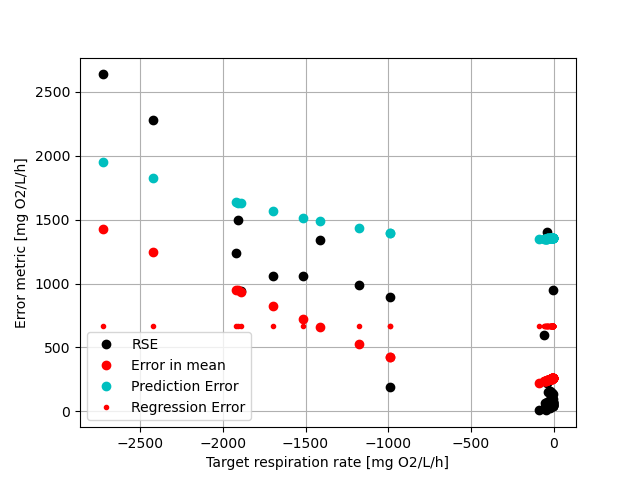 2500
2000
1500
1000
500
0
Error metric [mg O2/L/h]
RSE
Error in mean
Prediction Error
Regression Error
−2500 −2000 −1500 −1000 −500 0
Target respiration rate [mg O2/L/h]